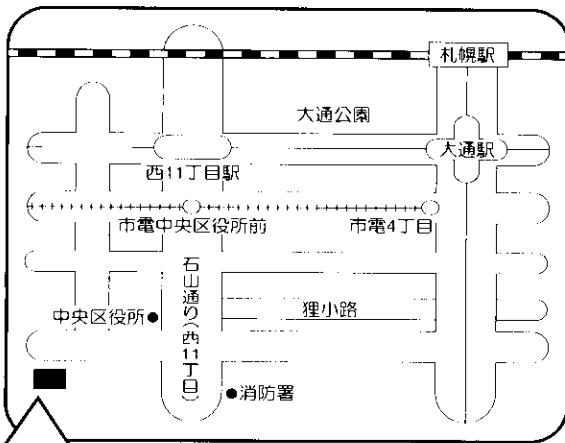 札幌駅
大通公園
大通駅
西11丁目駅
市電中央区役所前
市電4丁目
石山通り(西11丁目)
狸小路
中央区役所
消防署